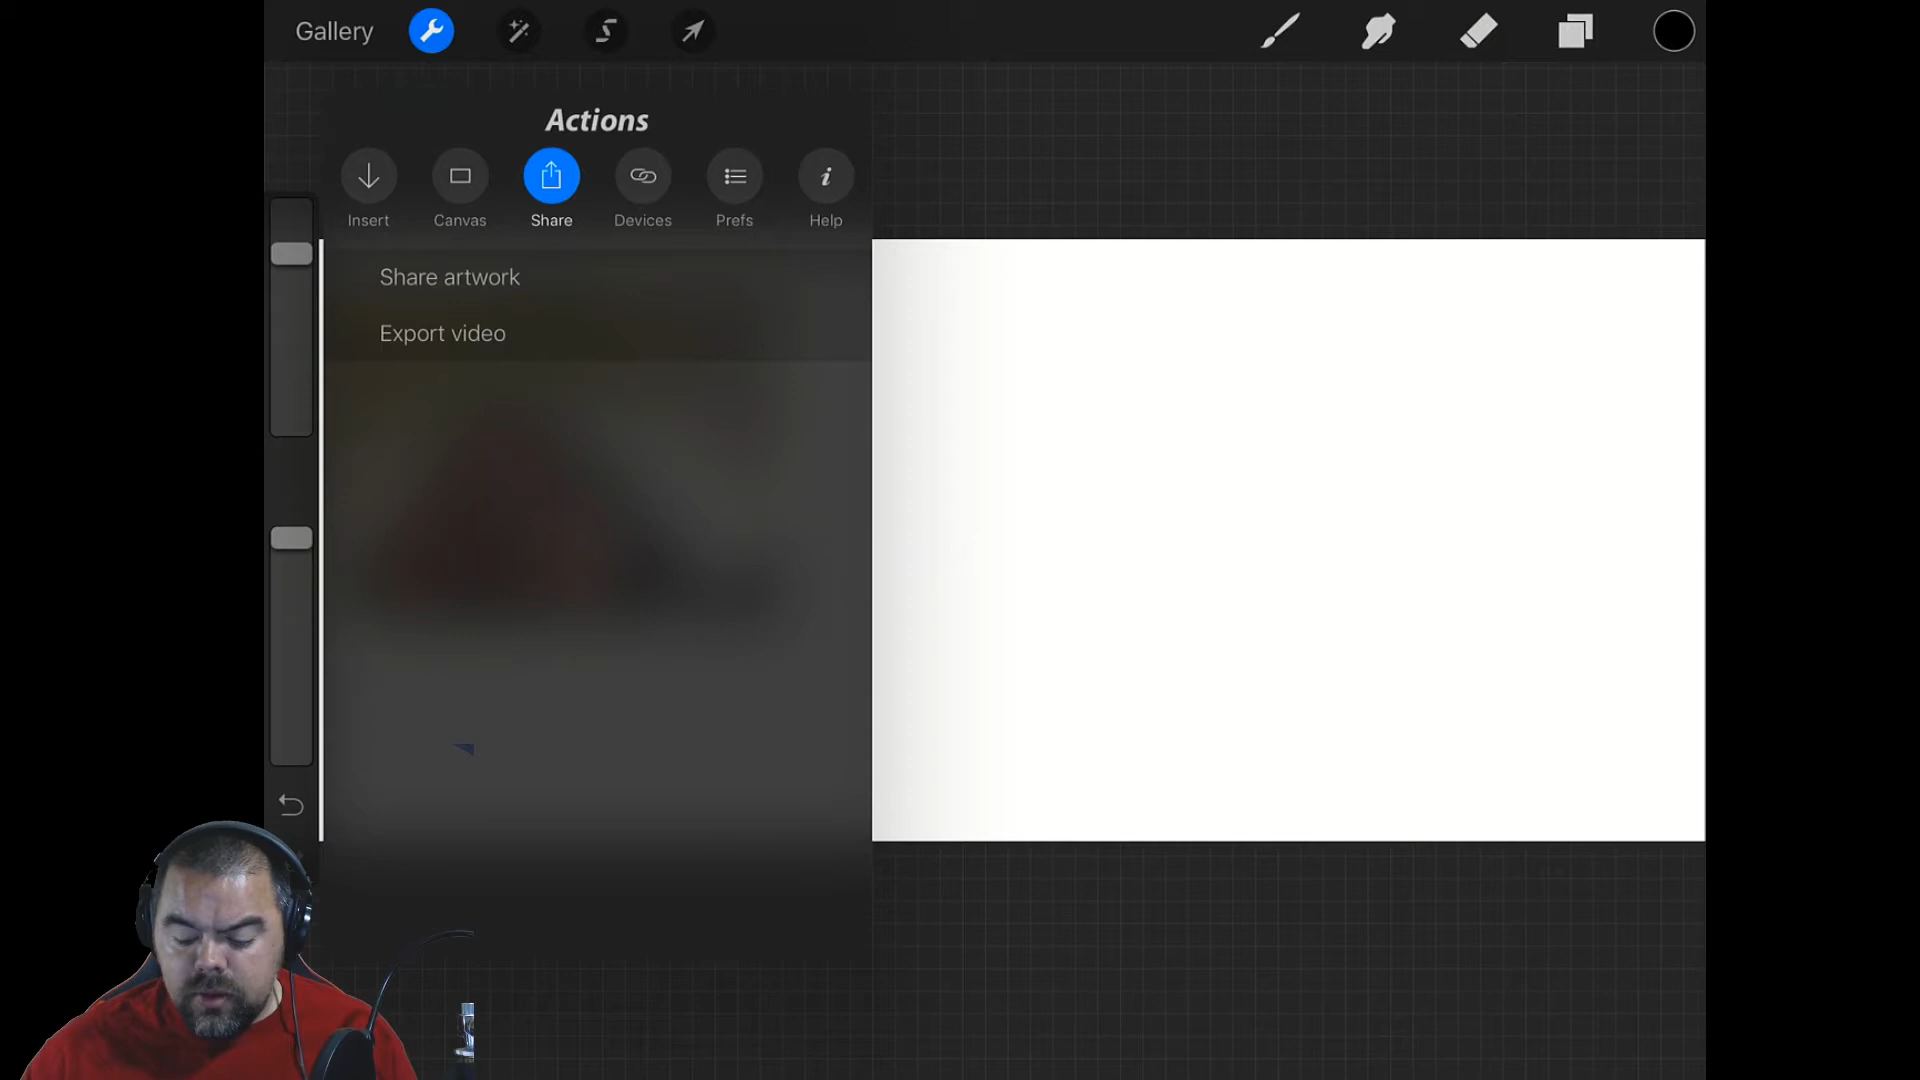 Gallery
Actions
Insert
Canvas
Share
Devices
Prefs
Help
Share artwork
Export video